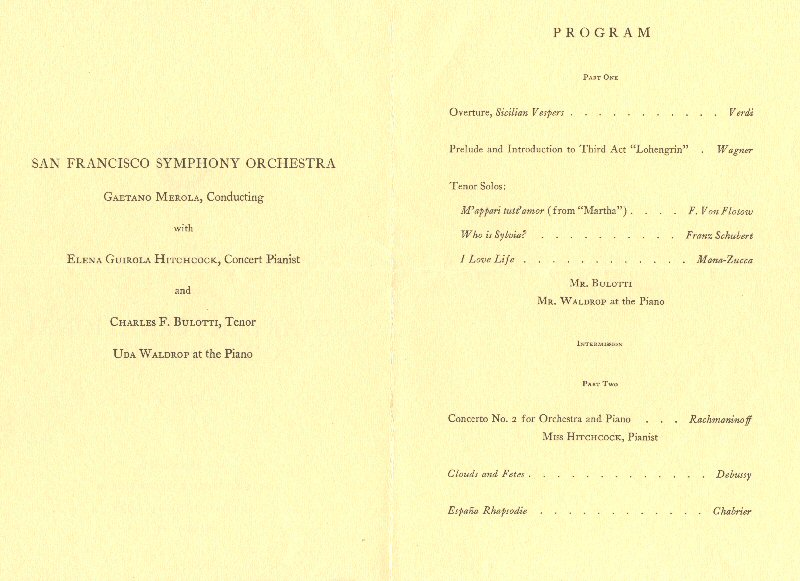 SAN FRANCISCO SYMPHONY ORCHESTRA
GAETANO MEROLA, Conducting
with
ELENA GUIROLA HITCHCOCK, Concert Pianist
and
CHARLES F. BULOTTI, Tenor
UDA WALDROP at the Piano
PROGRAM
PART ONE
Overture, Sicilian Vespers . . . . . . . . . . . Verdi
Prelude and Introduction to Third Act "Lohengrin" . Wagner
Tenor Solos:
M'appari tutt'amor (from "Martha") . . . . F. Von Flotow
Who is Sylvia? . . . . . . . . . . Franz Schubert
I Love Life . . . . . . . . . . . . Mana-Zucca
MR. BULOTTI
MR. WALDROP at the Piano
INTERMISSION
PART TWO
Concerto No. 2 for Orchestra and Piano . . . Rachmaninoff
MISS HITCHCOCK, Pianist
Clouds and Fetes . . . . . . . . . . . . . Debussy
España Rhapsodie . . . . . . . . . . . . Chabrier